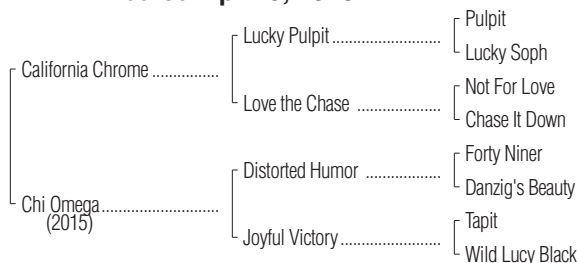 Pulpit
Lucky Pulpit
Lucky Soph
California Chrome
Not For Love
Love the Chase
Chase It Down
Forty Niner
Distorted Humor
Danzig's Beauty
Chi Omega
(2015)
Tapit
Joyful Victory
Wild Lucy Black